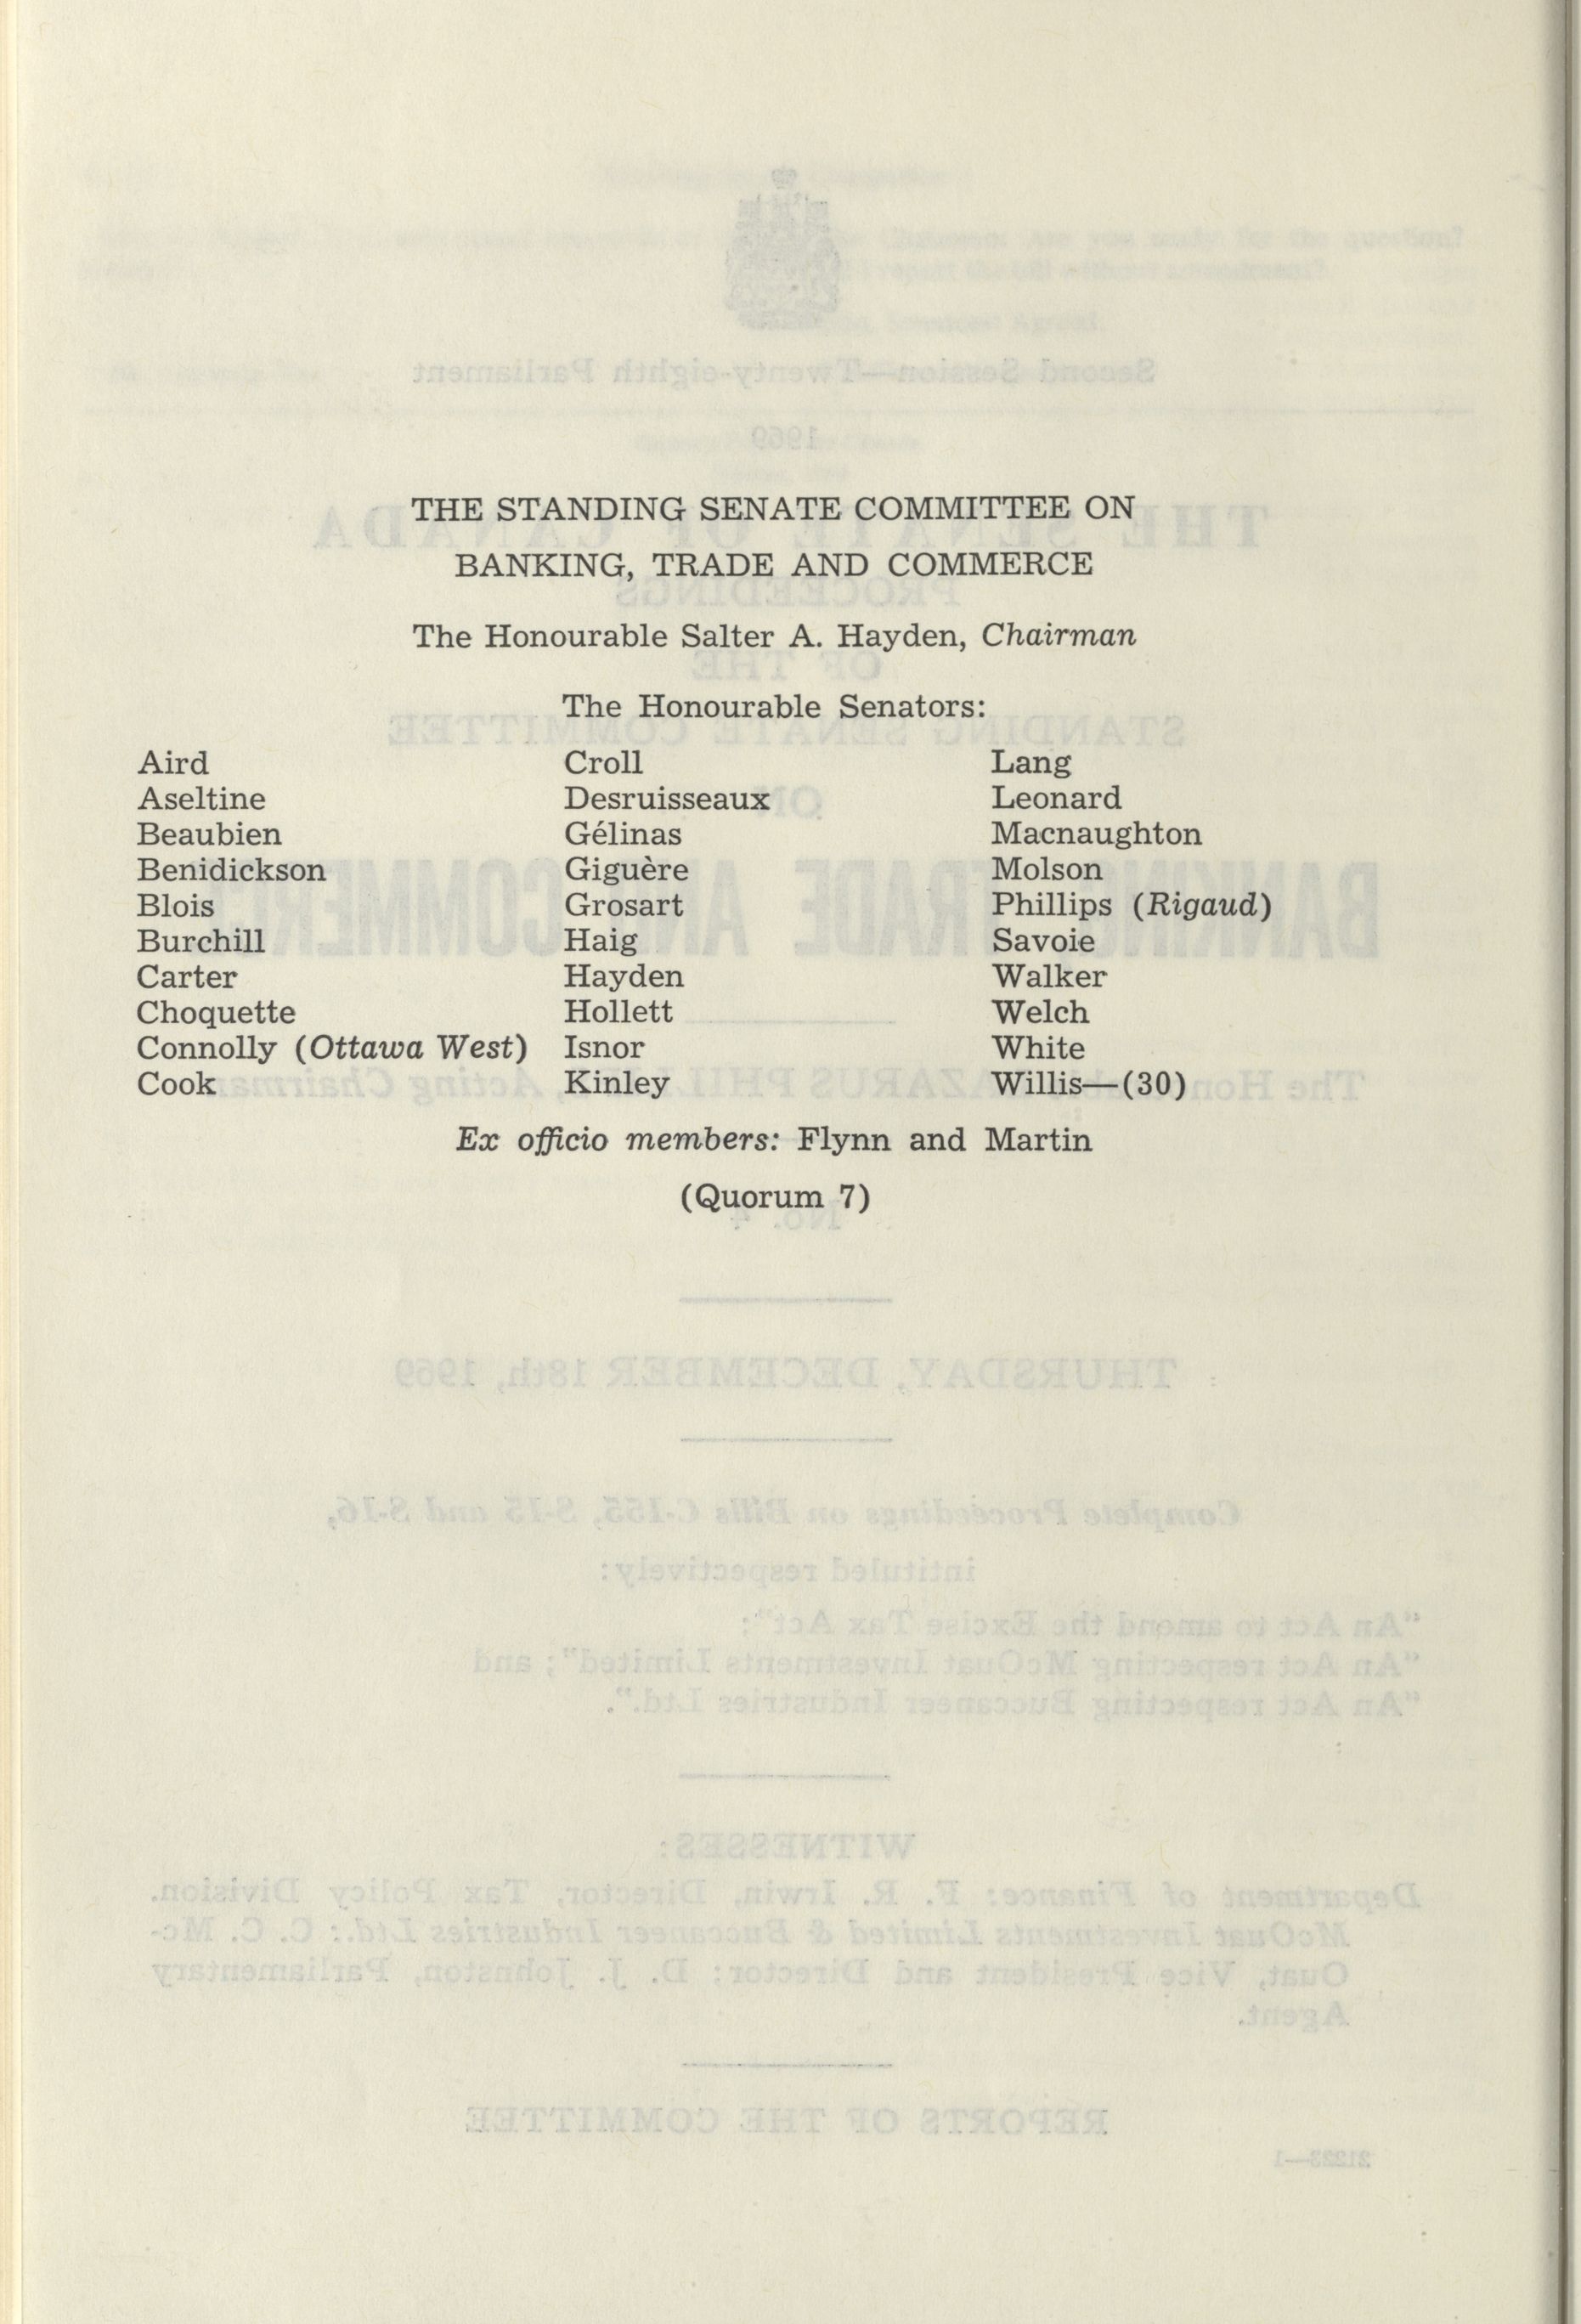 THE STANDING SENATE COMMITTEE ON
BANKING, TRADE AND COMMERCE
The Honourable Salter A. Hayden, Chairman
The Honourable Senators:
Aird
Aseltine
Beaubien
Benidickson
Blois
Burchill
Carter
Choquette
Connolly (Ottawa West)
Cook
Croll
Desruisseaux
Gélinas
Giguère
Grosart
Haig
Hayden
Hollett
Isnor
Kinley
Lang
Leonard
Macnaughton
Molson
Phillips (Rigaud)
Savoie
Walker
Welch
White
Willis—(30)
Ex officio members: Flynn and Martin
(Quorum 7)